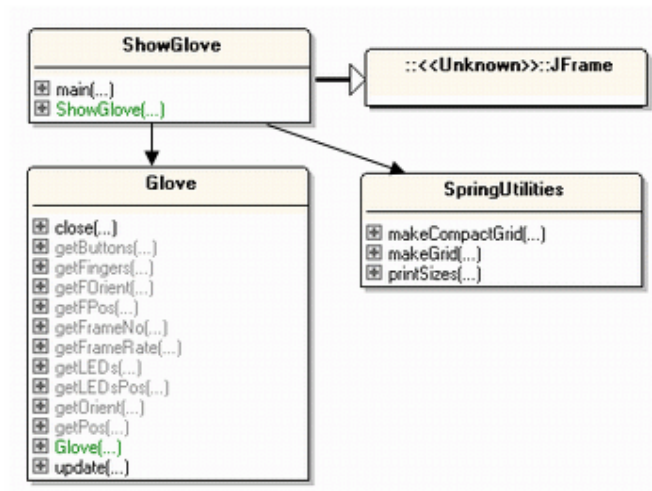 ShowGlove
main(...)
ShowGlove(...)
::<<Unknown>>::JFrame
Glove
close(...)
getButtons(...)
getFingers(...)
getFOrient(...)
getFPos(...)
getFrameNo(...)
getFrameRate(...)
getLEDs(...)
getLEDsPos(...)
getOrient(...)
getPos(...)
Glove(...)
update(...)
SpringUtilities
makeCompactGrid(...)
makeGrid(...)
printSizes(...)